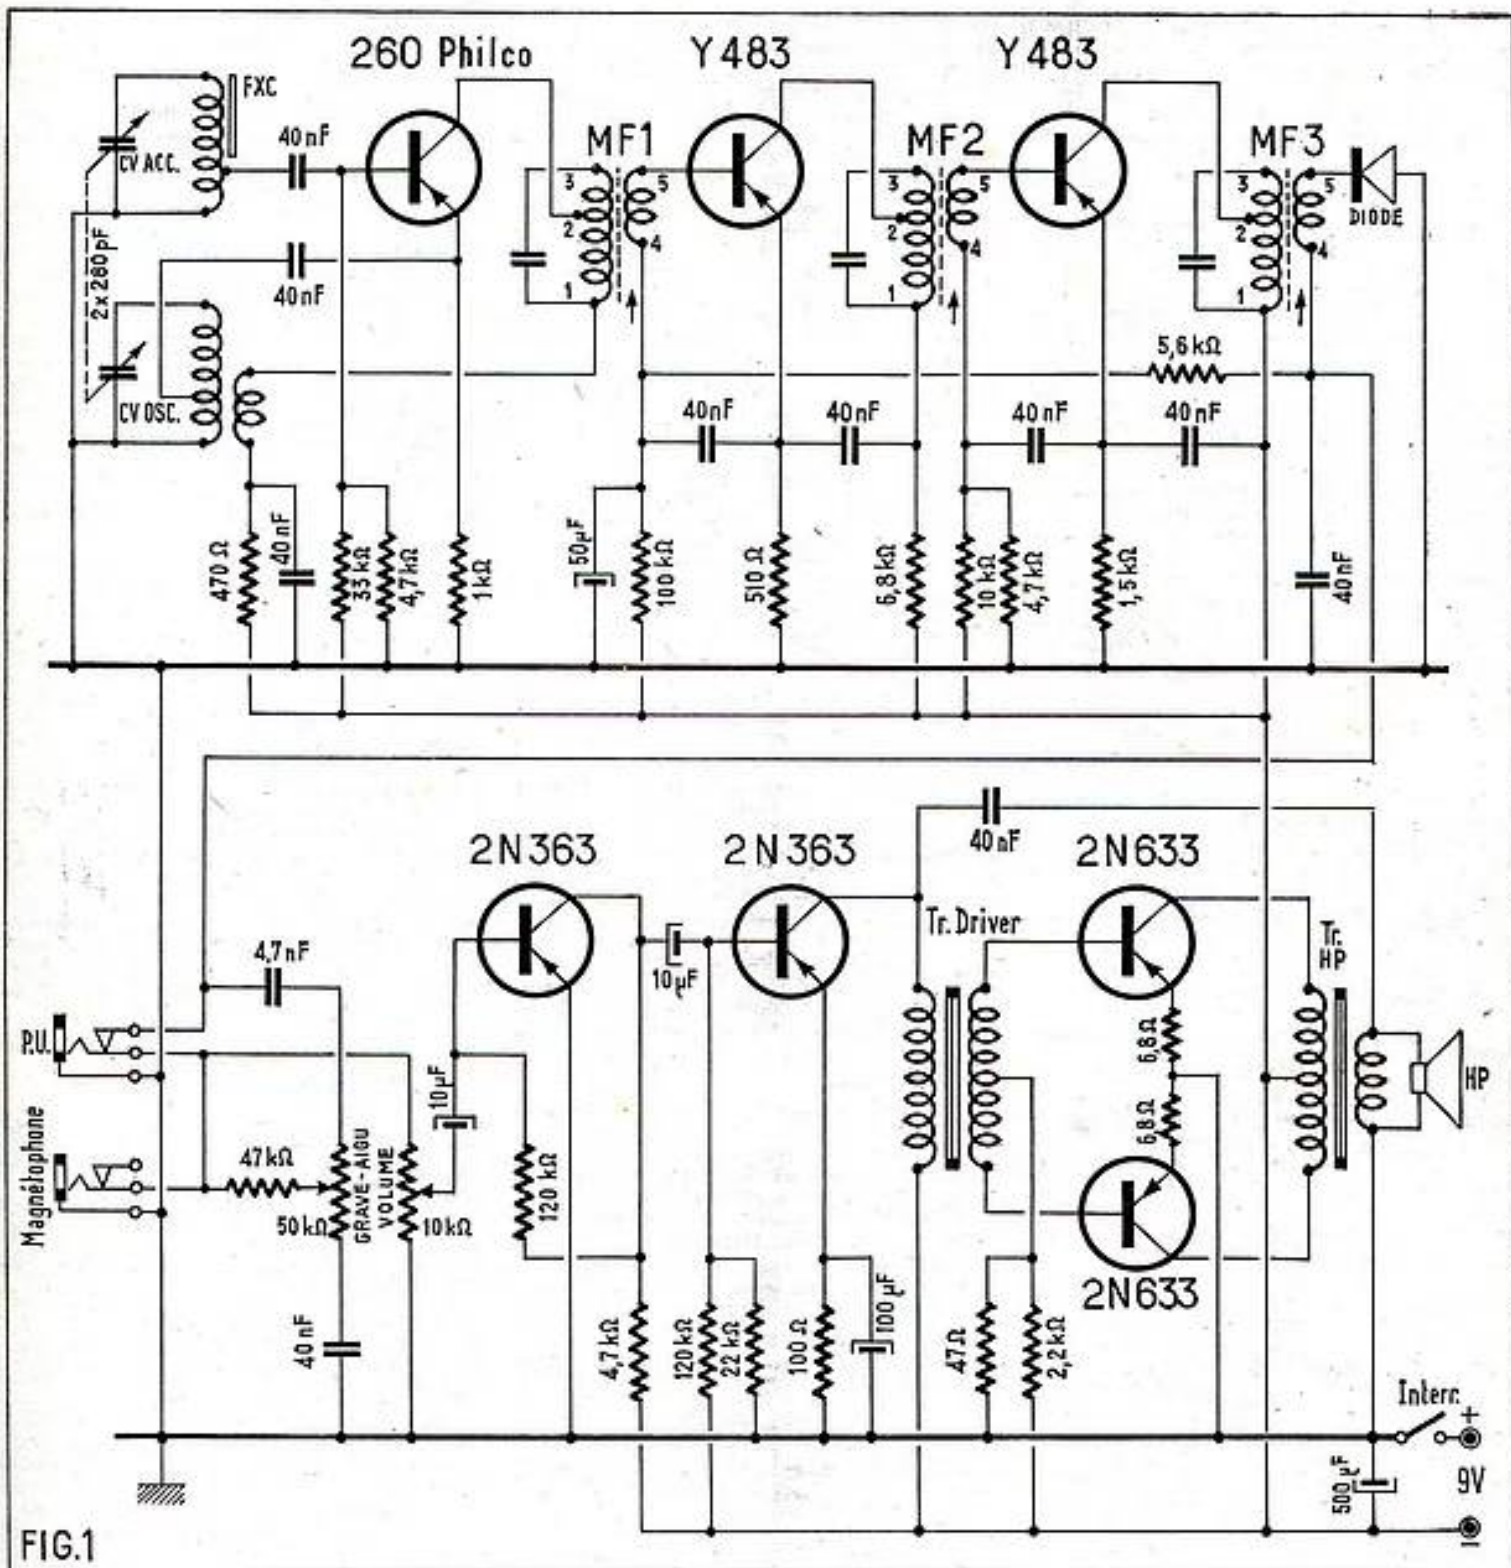 260 Philco
Y483
Y483
FXC
40nF
CV ACC.
MF1
MF2
MF3
3
5
2
4
1
3
5
2
4
1
3
5
2
4
1
DIODE
2x280pF
40nF
CV OSC.
5,6kΩ
40nF
40nF
40nF
40nF
470Ω
40nF
33kΩ
4,7kΩ
1kΩ
50µF
100kΩ
510Ω
6,8kΩ
10kΩ
4,7kΩ
1,5kΩ
40nF
2N363
2N363
40nF
2N633
Tr. Driver
Tr. HP
4,7nF
10µF
P.U.
6,8Ω
HP
10µF
6,8Ω
Magnétophone
47kΩ
50kΩ
GRAVE-AIGU
VOLUME
10kΩ
120kΩ
2N633
40nF
4,7kΩ
120kΩ
22kΩ
100Ω
100µF
47Ω
2,2kΩ
Interr.
+
500µF
9V
FIG.1